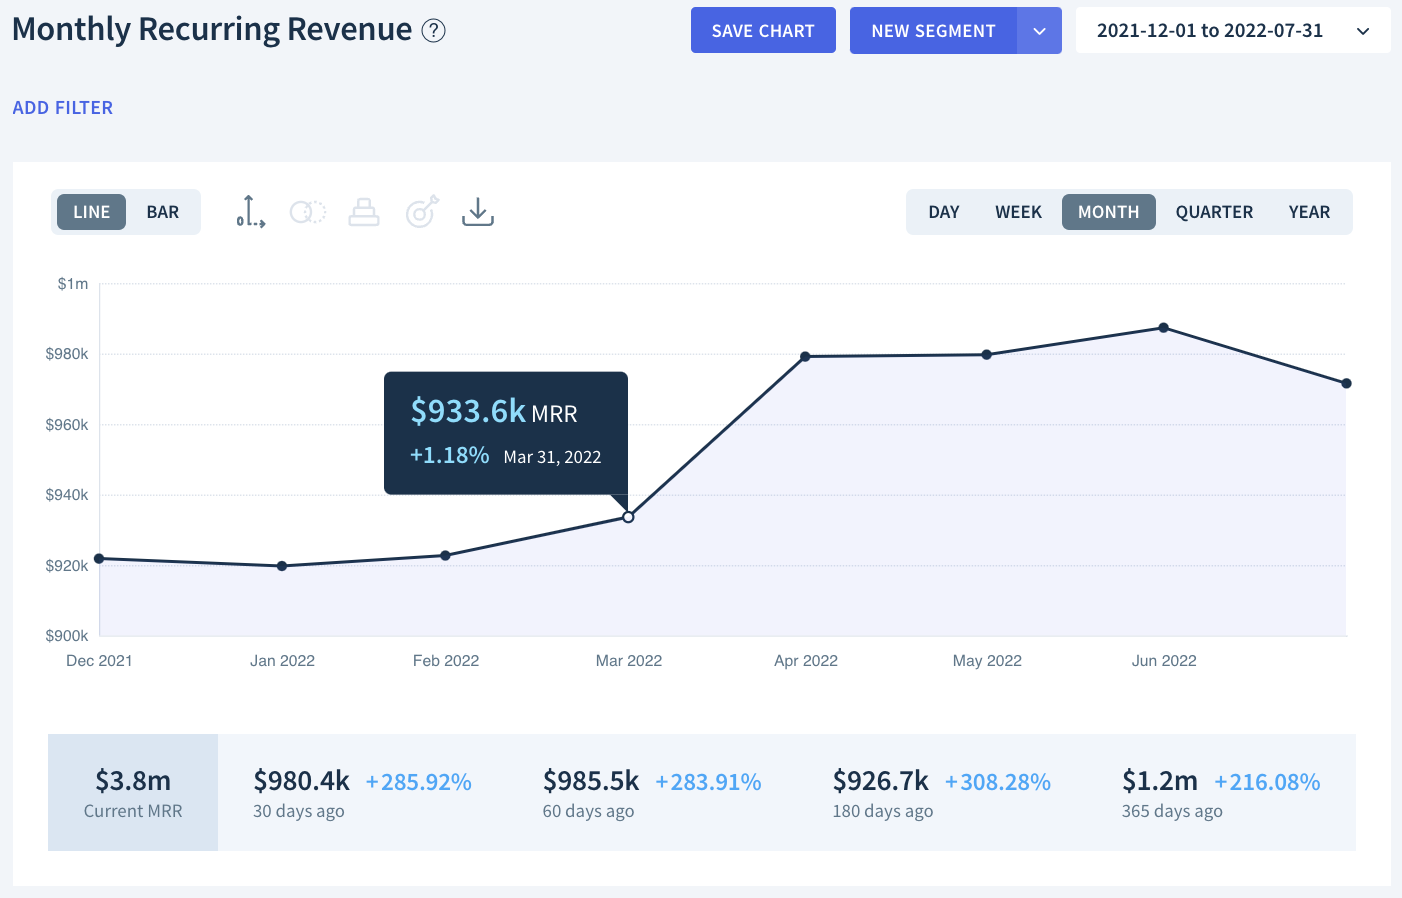 Monthly Recurring Revenue ?
SAVE CHART
NEW SEGMENT
2021-12-01 to 2022-07-31
ADD FILTER
LINE BAR
DAY WEEK MONTH QUARTER YEAR
$1m
$980k
$960k
$940k
$920k
$900k
$933.6k MRR
+1.18% Mar 31, 2022
Dec 2021 Jan 2022 Feb 2022 Mar 2022 Apr 2022 May 2022 Jun 2022
$3.8m
Current MRR
$980.4k +285.92%
30 days ago
$985.5k +283.91%
60 days ago
$926.7k +308.28%
180 days ago
$1.2m +216.08%
365 days ago